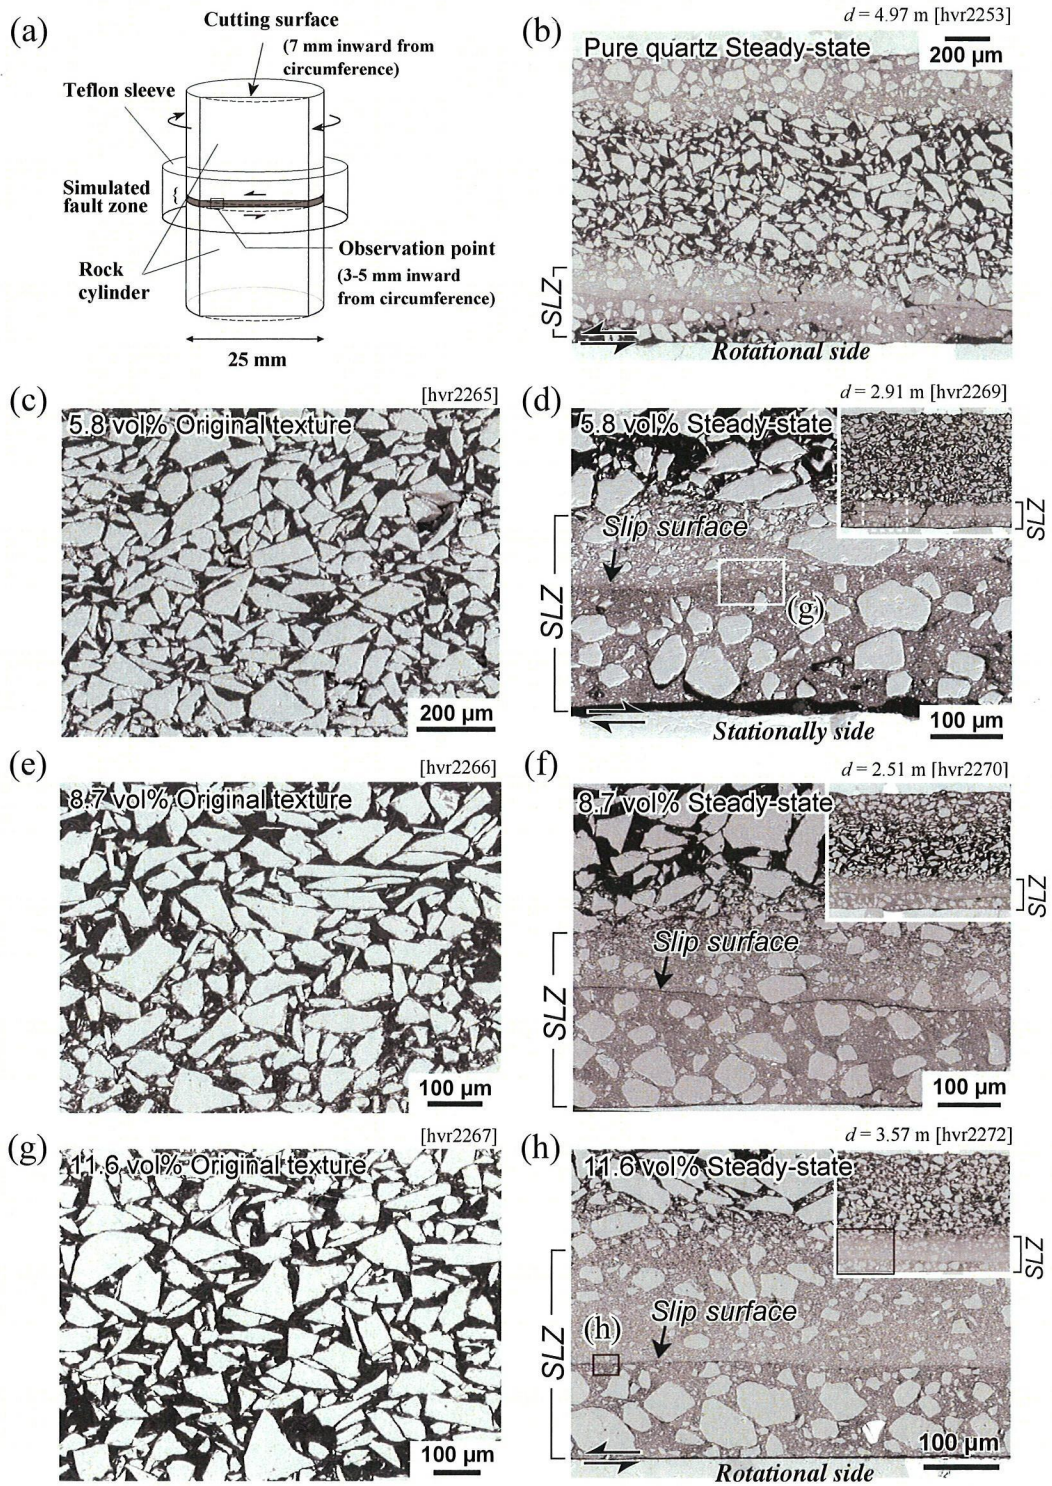 (a)
Cutting surface
(7 mm inward from
circumference)
Teflon sleeve
Simulated
fault zone
{
Rock
cylinder
Observation point
(3-5 mm inward
from circumference)
25 mm
(b)
d = 4.97 m [hvr2253]
Pure quartz Steady-state
200 µm
SLZ
Rotational side
(c)
[hvr2265]
5.8 vol% Original texture
200 µm
(d)
d = 2.91 m [hvr2269]
5.8 vol% Steady-state
SLZ
Slip surface
(g)
SLZ
Stationally side
100 µm
(e)
[hvr2266]
8.7 vol% Original texture
100 µm
(f)
d = 2.51 m [hvr2270]
8.7 vol% Steady-state
SLZ
Slip surface
SLZ
100 µm
(g)
[hvr2267]
11.6 vol% Original texture
100 µm
(h)
d = 3.57 m [hvr2272]
11.6 vol% Steady-state
SLZ
Slip surface
(h)
SLZ
100 µm
Rotational side